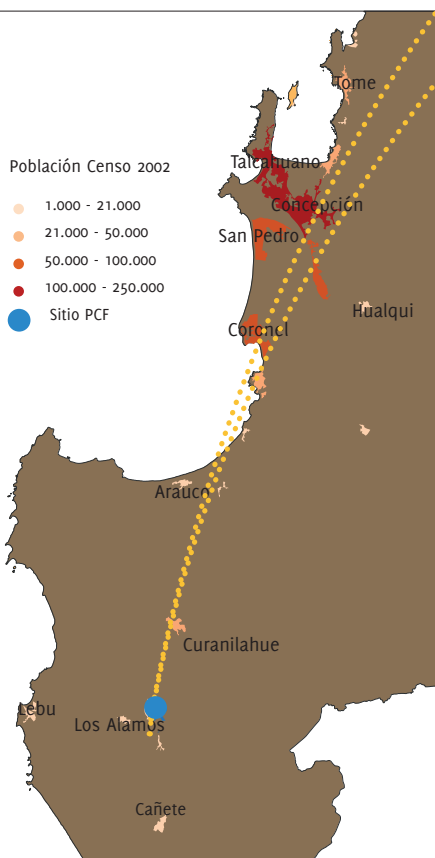 Tome
Talcahuano
Población Censo 2002
1.000 - 21.000
21.000 - 50.000
50.000 - 100.000
100.000 - 250.000
Sitio PCF
Concepción
San Pedro
Hualqui
Coronel
Arauco
Curanilahue
Lebu
Los Alamos
Cañete